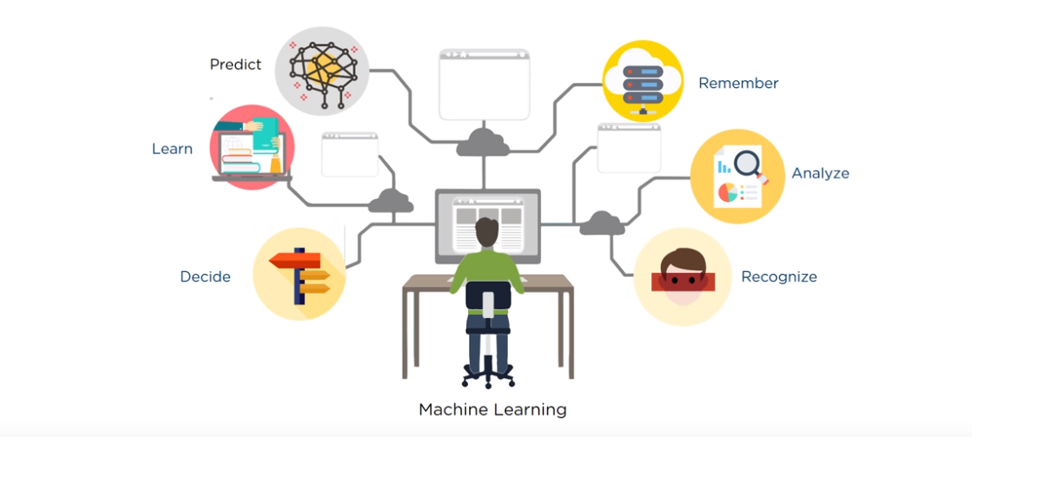 Predict
Remember
Learn
Analyze
Decide
Recognize
Machine Learning